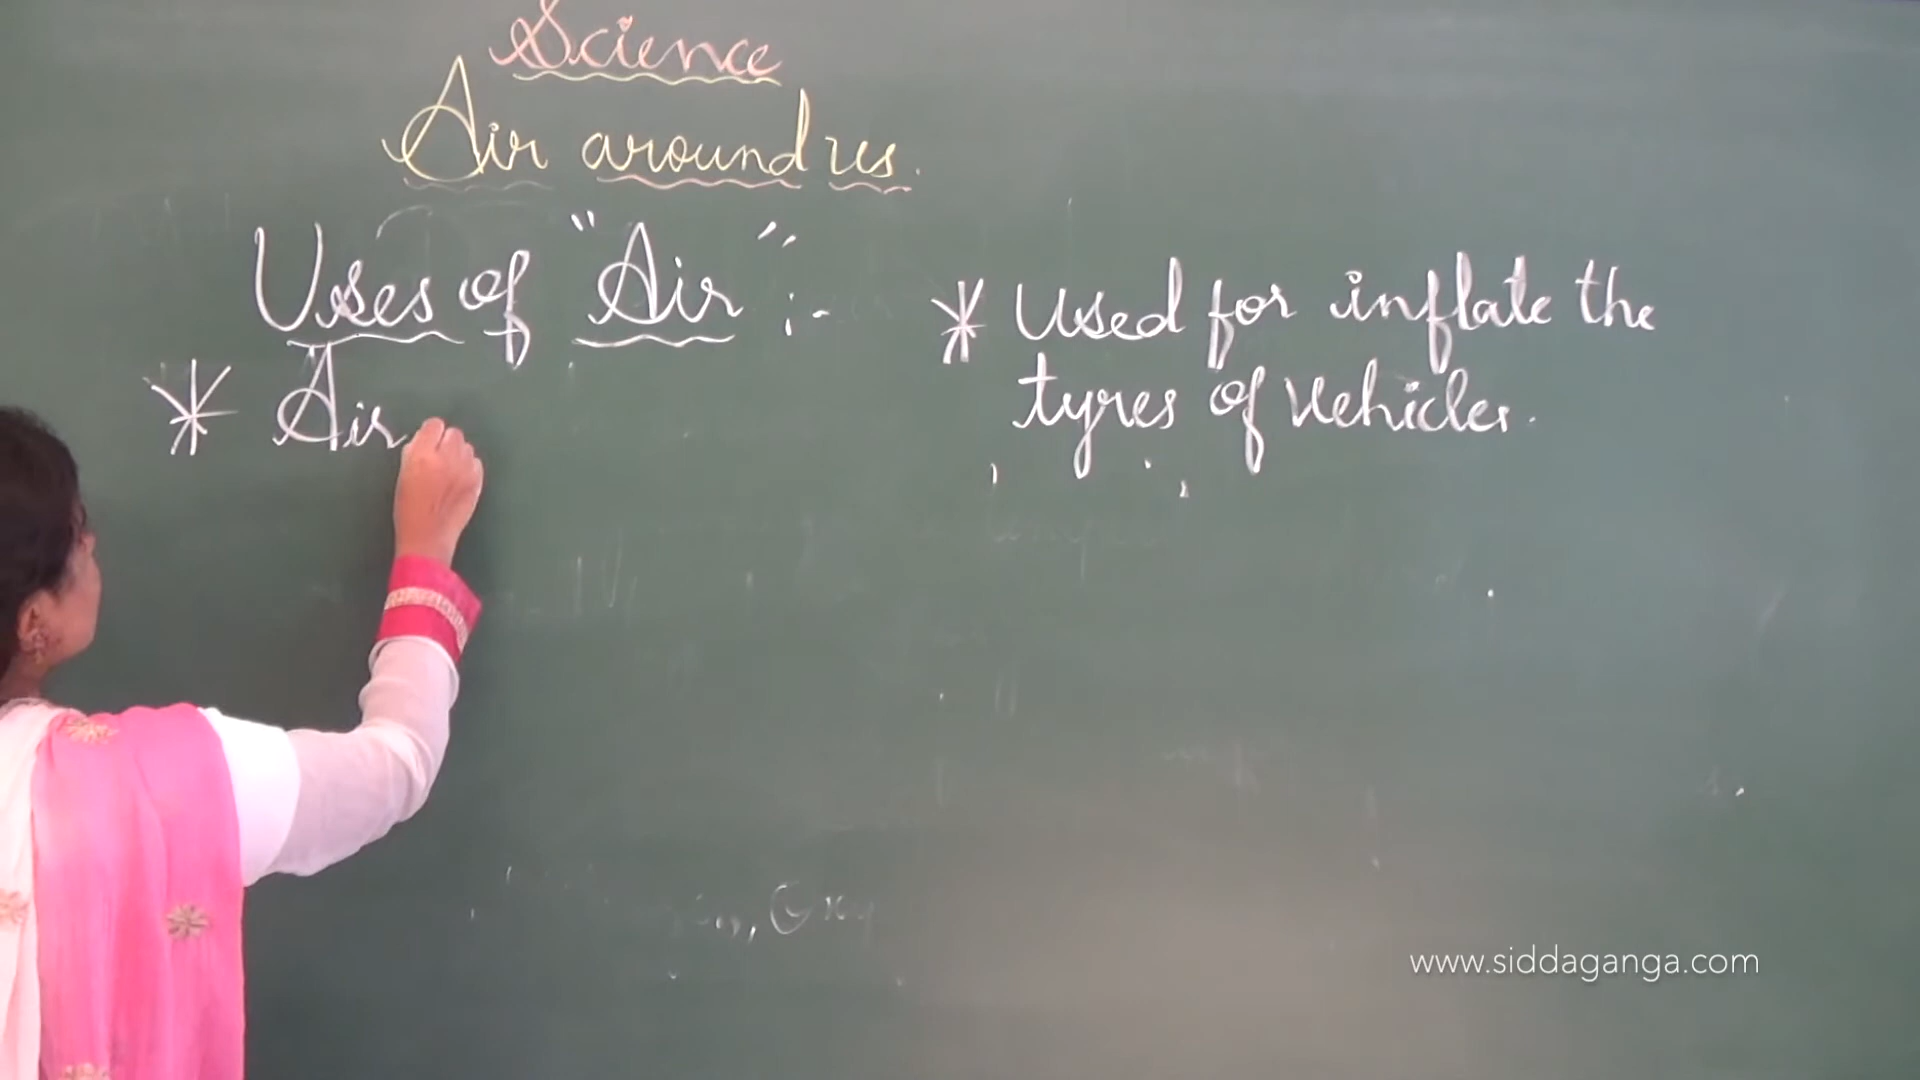 Science
Air around us.
Uses of "Air" :-
* Air
* Used for inflate the
tyres of vehicles.
www.siddaganga.com